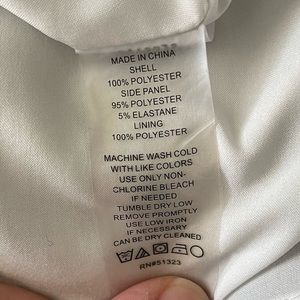 MADE IN CHINA
SHELL
100% POLYESTER
SIDE PANEL
95% POLYESTER
5% ELASTANE
LINING
100% POLYESTER
MACHINE WASH COLD
WITH LIKE COLORS
USE ONLY NON-
CHLORINE BLEACH
IF NEEDED
TUMBLE DRY LOW
REMOVE PROMPTLY
USE LOW IRON
IF NECESSARY
CAN BE DRY CLEANED
RN#51323